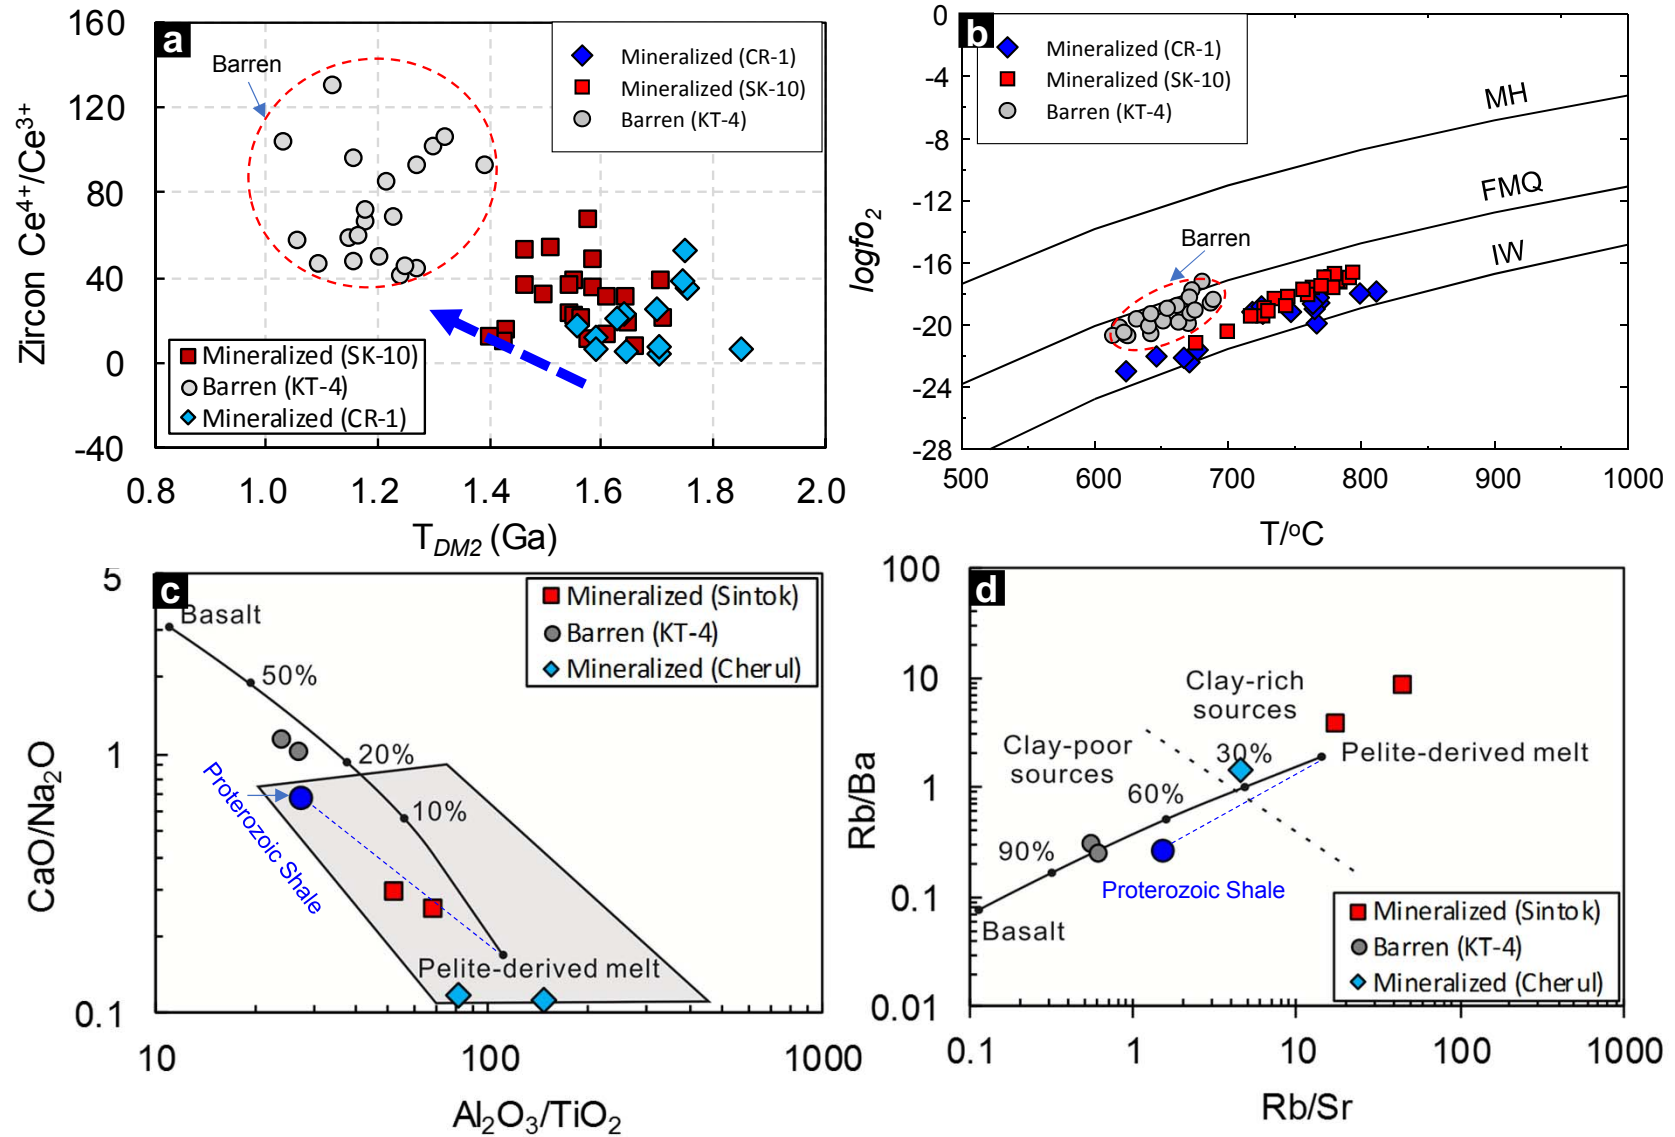 a
160
120
80
40
0
-40
Zircon Ce4+/Ce3+
Barren
Mineralized (CR-1)
Mineralized (SK-10)
Barren (KT-4)
Mineralized (SK-10)
Barren (KT-4)
Mineralized (CR-1)
0.8 1.0 1.2 1.4 1.6 1.8 2.0
TDM2 (Ga)
b
0
-4
-8
-12
-16
-20
-24
-28
logfo2
Mineralized (CR-1)
Mineralized (SK-10)
Barren (KT-4)
MH
FMQ
IW
Barren
500 600 700 800 900 1000
T/oC
c
5
1
0.1
CaO/Na2O
Basalt
50%
20%
10%
Proterozoic Shale
Pelite-derived melt
Mineralized (Sintok)
Barren (KT-4)
Mineralized (Cherul)
10 100 1000
Al2O3/TiO2
d
100
10
1
0.1
0.01
Rb/Ba
Clay-rich
sources
Clay-poor
sources
30%
Pelite-derived melt
60%
90%
Proterozoic Shale
Basalt
Mineralized (Sintok)
Barren (KT-4)
Mineralized (Cherul)
0.1 1 10 100 1000
Rb/Sr